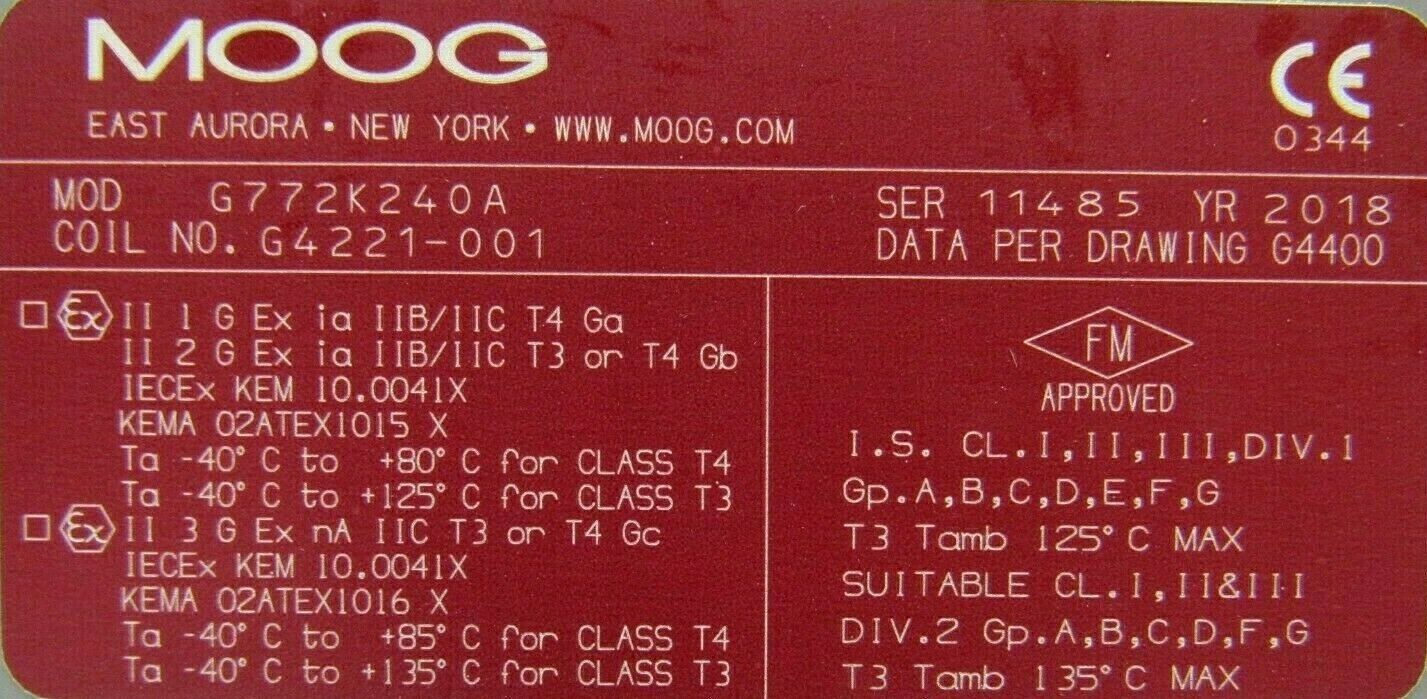 MOOG
EAST AURORA • NEW YORK • WWW.MOOG.COM
CE
0344
MOD G772K240A
SER 11485 YR 2018
COIL NO. G4221-001
DATA PER DRAWING G4400
Ex II 1 G Ex ia IIB/IIC T4 Ga
II 2 G Ex ia IIB/IIC T3 or T4 Gb
IECEx KEM 10.0041X
KEMA 02ATEX1015 X
Ta -40° C to +80° C for CLASS T4
Ta -40° C to +125° C for CLASS T3
Ex II 3 G Ex nA IIC T3 or T4 Gc
IECEx KEM 10.0041X
KEMA 02ATEX1016 X
Ta -40° C to +85° C for CLASS T4
Ta -40° C to +135° C for CLASS T3
FM
APPROVED
I.S. CL.I,II,III,DIV.1
Gp.A,B,C,D,E,F,G
T3 Tamb 125° C MAX
SUITABLE CL.I,II&III
DIV.2 Gp.A,B,C,D,F,G
T3 Tamb 135° C MAX